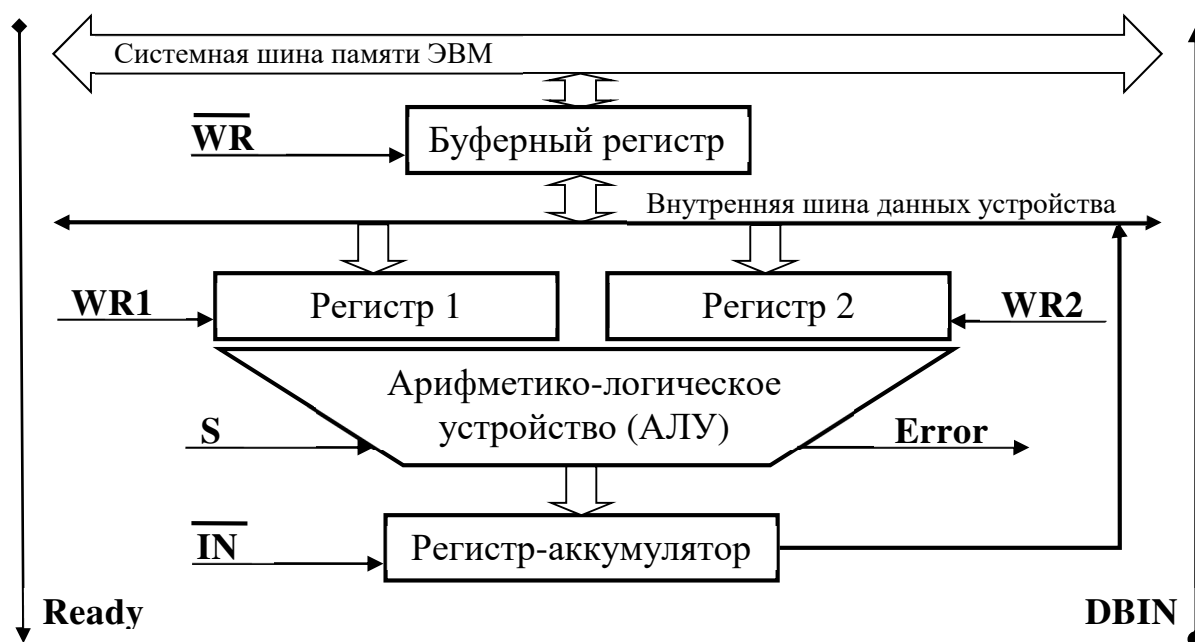 Системная шина памяти ЭВМ
WR
Буферный регистр
Внутренняя шина данных устройства
WR1
Регистр 1
Регистр 2
WR2
Арифметико-логическое
устройство (АЛУ)
S
Error
IN
Регистр-аккумулятор
Ready
DBIN